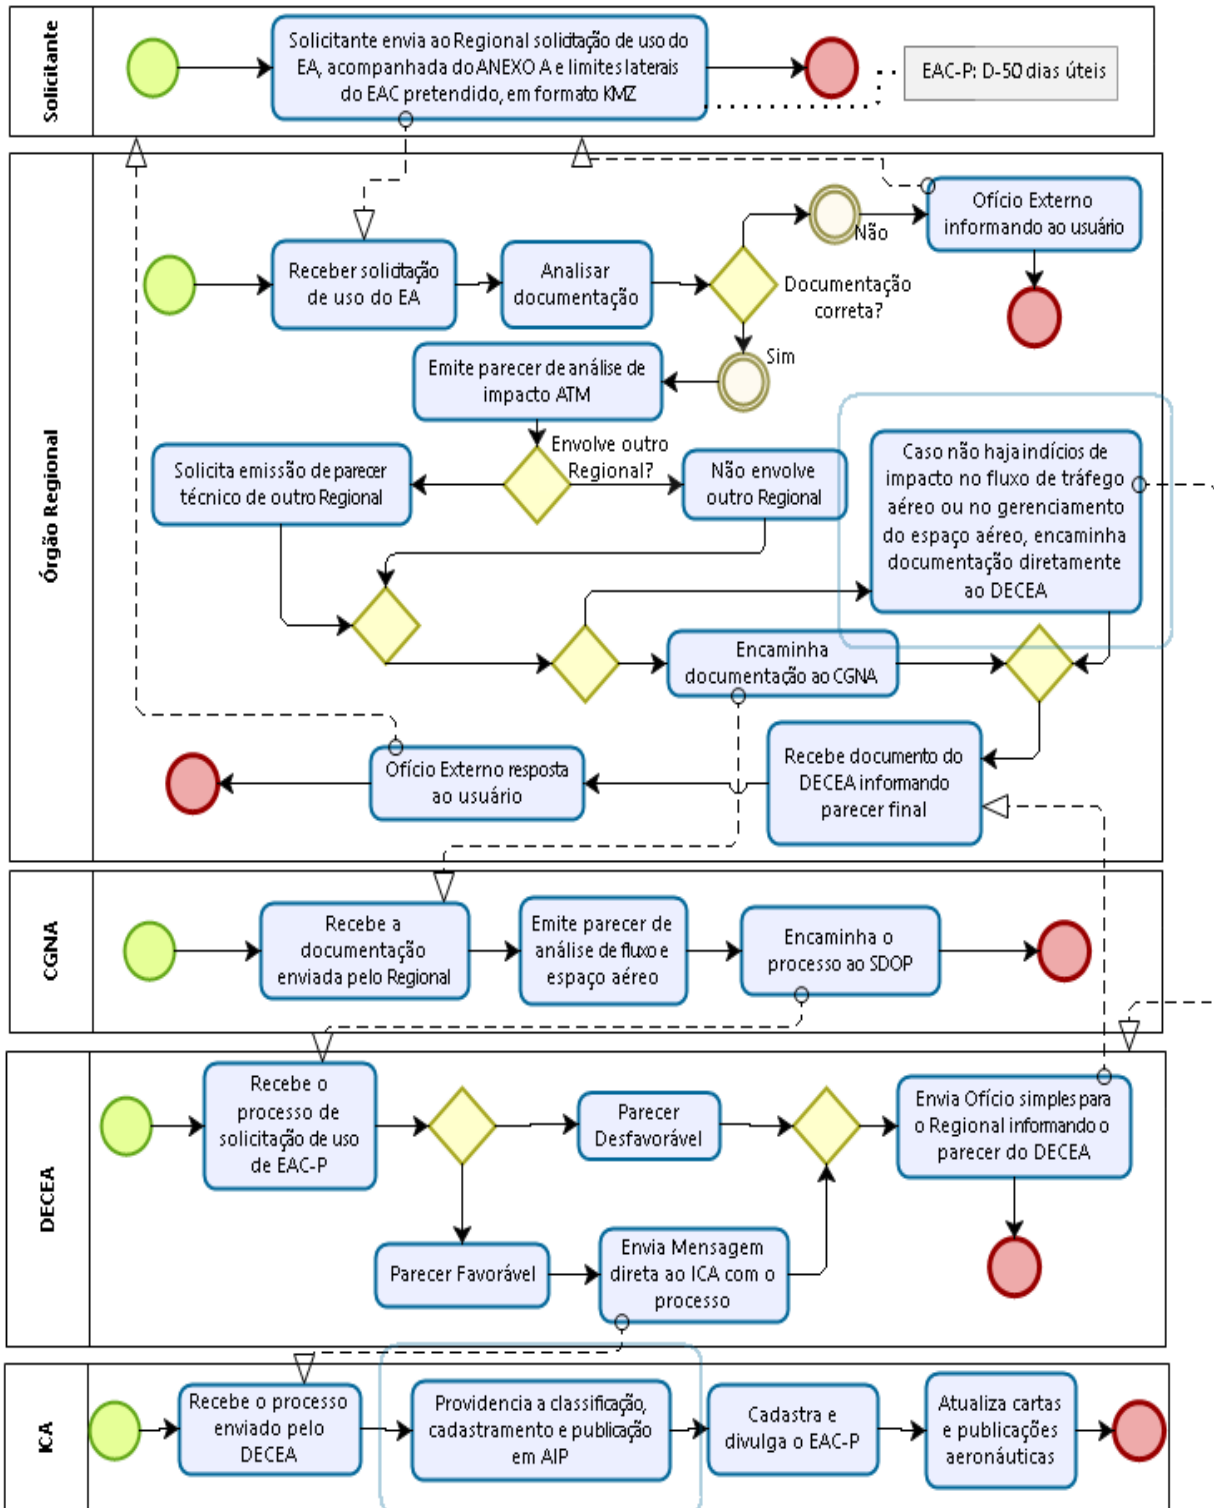 Solicitante
Solicitante envia ao Regional solicitação de uso do
EA, acompanhada do ANEXO A e limites laterais
do EAC pretendido, em formato KMZ
EAC-P: D-50 dias úteis
Órgão Regional
Receber solicitação
de uso do EA
Analisar
documentação
Documentação
correta?
Não
Ofício Externo
informando ao usuário
Sim
Emite parecer de análise de
impacto ATM
Envolve outro
Regional?
Solicita emissão de parecer
técnico de outro Regional
Não envolve
outro Regional
Caso não haja indícios de
impacto no fluxo de tráfego
aéreo ou no gerenciamento
do espaço aéreo, encaminha
documentação diretamente
ao DECEA
Encaminha
documentação ao CGNA
Recebe documento do
DECEA informando
parecer final
Ofício Externo resposta
ao usuário
CGNA
Recebe a
documentação
enviada pelo Regional
Emite parecer de
análise de fluxo e
espaço aéreo
Encaminha o
processo ao SDOP
DECEA
Recebe o
processo de
solicitação de uso
de EAC-P
Parecer
Desfavorável
Parecer Favorável
Envia Mensagem
direta ao ICA com o
processo
Envia Ofício simples para
o Regional informando o
parecer do DECEA
ICA
Recebe o processo
enviado pelo
DECEA
Providencia a classificação,
cadastramento e publicação
em AIP
Cadastra e
divulga o EAC-P
Atualiza cartas
e publicações
aeronáuticas